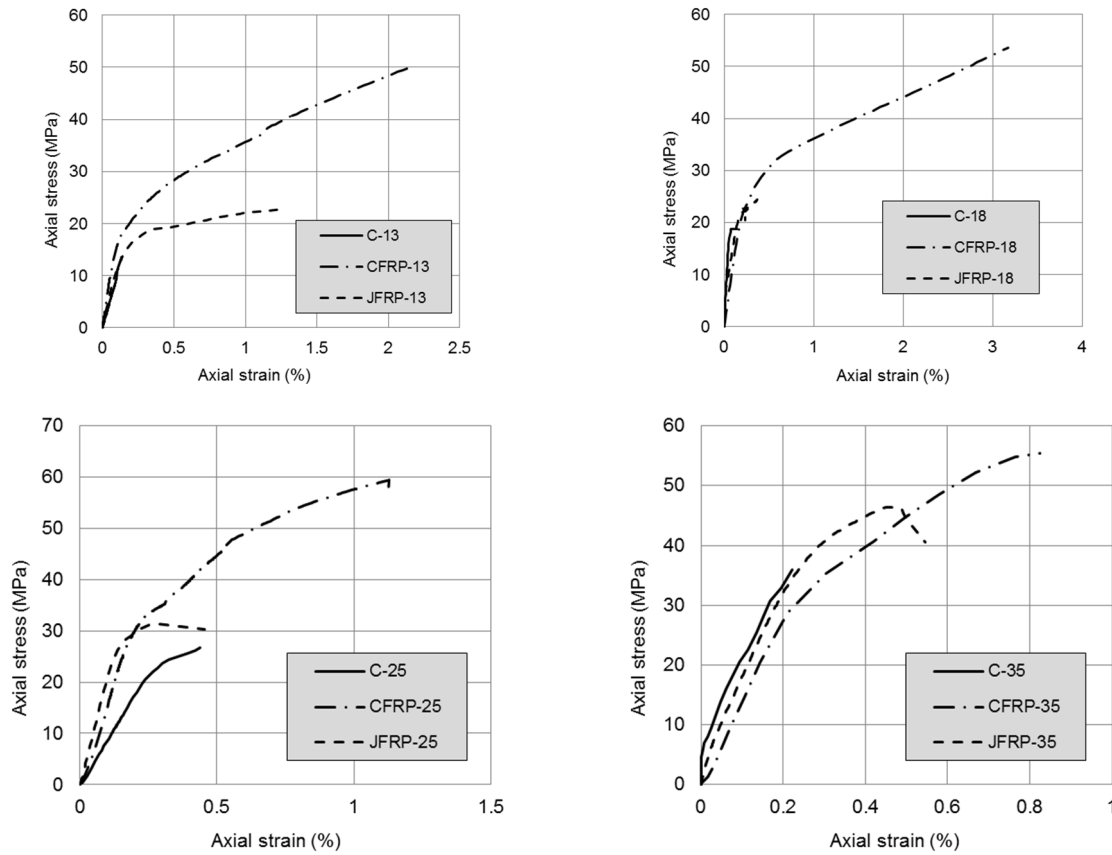 60
50
40
30
20
10
0
Axial stress (MPa)
0 0.5 1 1.5 2 2.5
Axial strain (%)
C-13
CFRP-13
JFRP-13
60
50
40
30
20
10
0
Axial stress (MPa)
0 1 2 3 4
Axial strain (%)
C-18
CFRP-18
JFRP-18
70
60
50
40
30
20
10
0
Axial stress (MPa)
0 0.5 1 1.5
Axial strain (%)
C-25
CFRP-25
JFRP-25
60
50
40
30
20
10
0
Axial stress (MPa)
0 0.2 0.4 0.6 0.8 1
Axial strain (%)
C-35
CFRP-35
JFRP-35